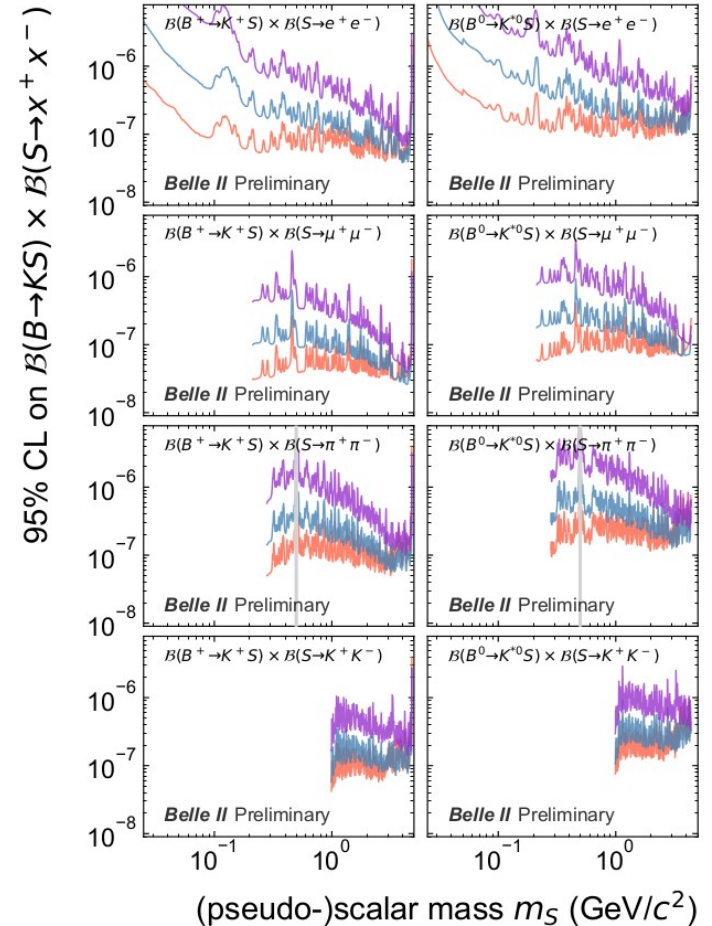 95% CL on ℬ(B→KS) × ℬ(S→x⁺x⁻)
ℬ(B⁺→K⁺S) × ℬ(S→e⁺e⁻)
ℬ(B⁰→K*⁰S) × ℬ(S→e⁺e⁻)
10⁻⁶
10⁻⁷
10⁻⁸
Belle II Preliminary
Belle II Preliminary
ℬ(B⁺→K⁺S) × ℬ(S→μ⁺μ⁻)
ℬ(B⁰→K*⁰S) × ℬ(S→μ⁺μ⁻)
10⁻⁶
10⁻⁷
10⁻⁸
Belle II Preliminary
Belle II Preliminary
ℬ(B⁺→K⁺S) × ℬ(S→π⁺π⁻)
ℬ(B⁰→K*⁰S) × ℬ(S→π⁺π⁻)
10⁻⁶
10⁻⁷
10⁻⁸
Belle II Preliminary
Belle II Preliminary
ℬ(B⁺→K⁺S) × ℬ(S→K⁺K⁻)
ℬ(B⁰→K*⁰S) × ℬ(S→K⁺K⁻)
10⁻⁶
10⁻⁷
10⁻⁸
Belle II Preliminary
Belle II Preliminary
10⁻¹ 10⁰
10⁻¹ 10⁰
(pseudo-)scalar mass m_S (GeV/c²)